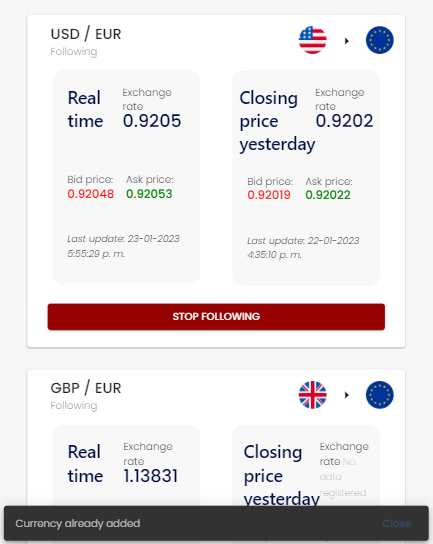 USD / EUR
Following
Real
time
Exchange
rate
0.9205
Bid price:
0.92048
Ask price:
0.92053
Last update: 23-01-2023
5:55:29 p. m.
Closing
price
yesterday
Exchange
rate
0.9202
Bid price:
0.92019
Ask price:
0.92022
Last update: 22-01-2023
4:35:10 p. m.
STOP FOLLOWING
GBP / EUR
Following
Real
time
Exchange
rate
1.13831
Closing
price
yesterday
Exchange
rate No
data
registered
Currency already added
Close